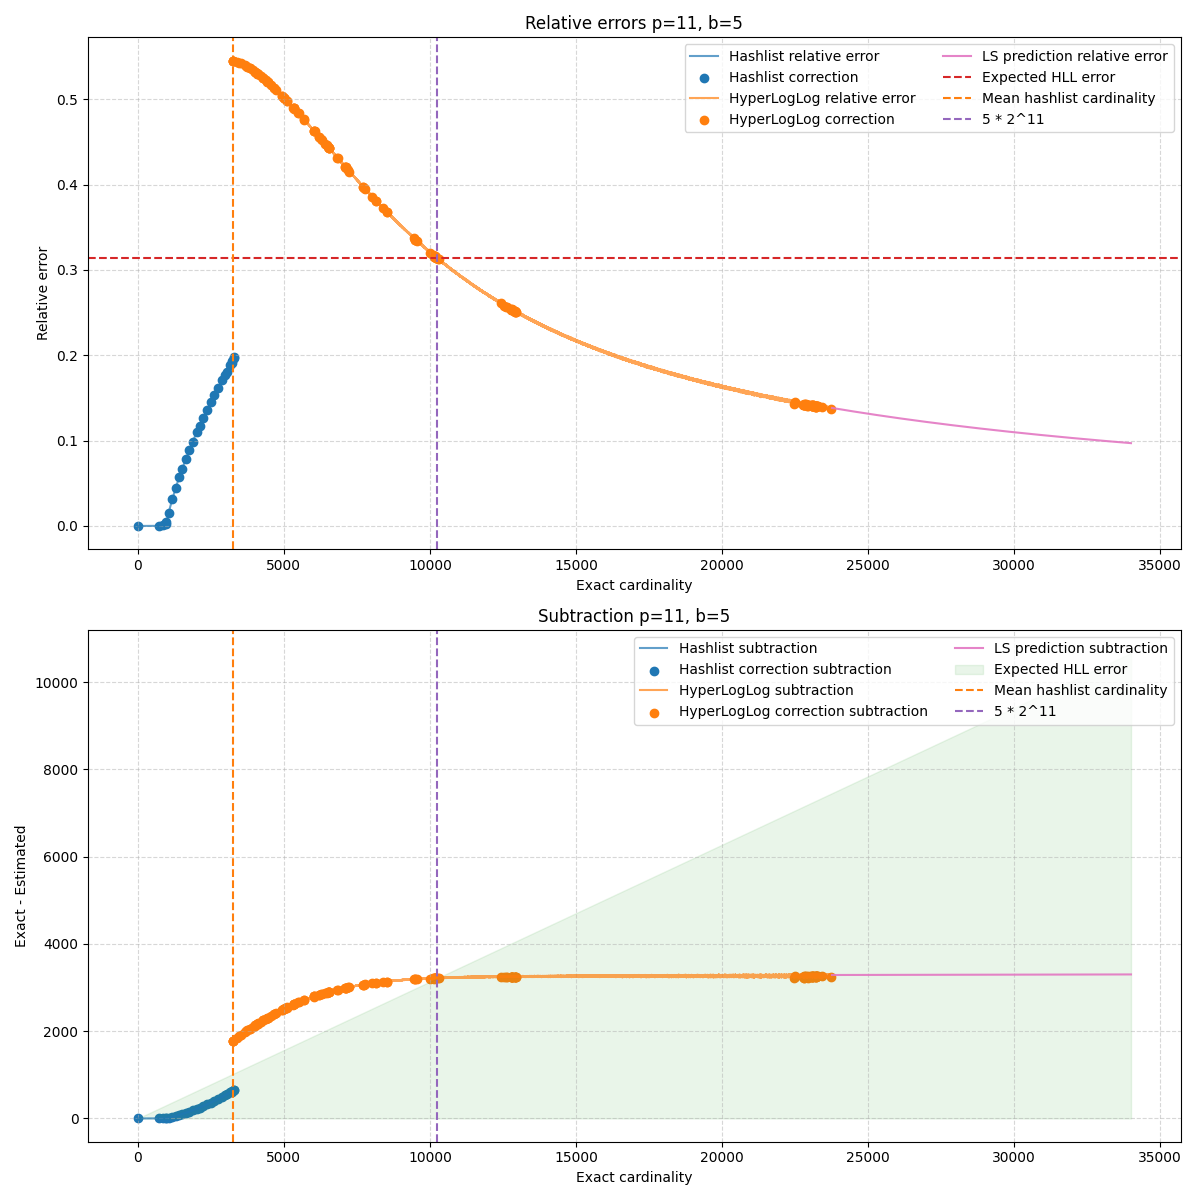 Relative errors p=11, b=5
Hashlist relative error
Hashlist correction
HyperLogLog relative error
HyperLogLog correction
LS prediction relative error
Expected HLL error
Mean hashlist cardinality
5 * 2^11
Relative error
0.5
0.4
0.3
0.2
0.1
0.0
0 5000 10000 15000 20000 25000 30000 35000
Exact cardinality
Subtraction p=11, b=5
Hashlist subtraction
Hashlist correction subtraction
HyperLogLog subtraction
HyperLogLog correction subtraction
LS prediction subtraction
Expected HLL error
Mean hashlist cardinality
5 * 2^11
Exact - Estimated
10000
8000
6000
4000
2000
0
0 5000 10000 15000 20000 25000 30000 35000
Exact cardinality